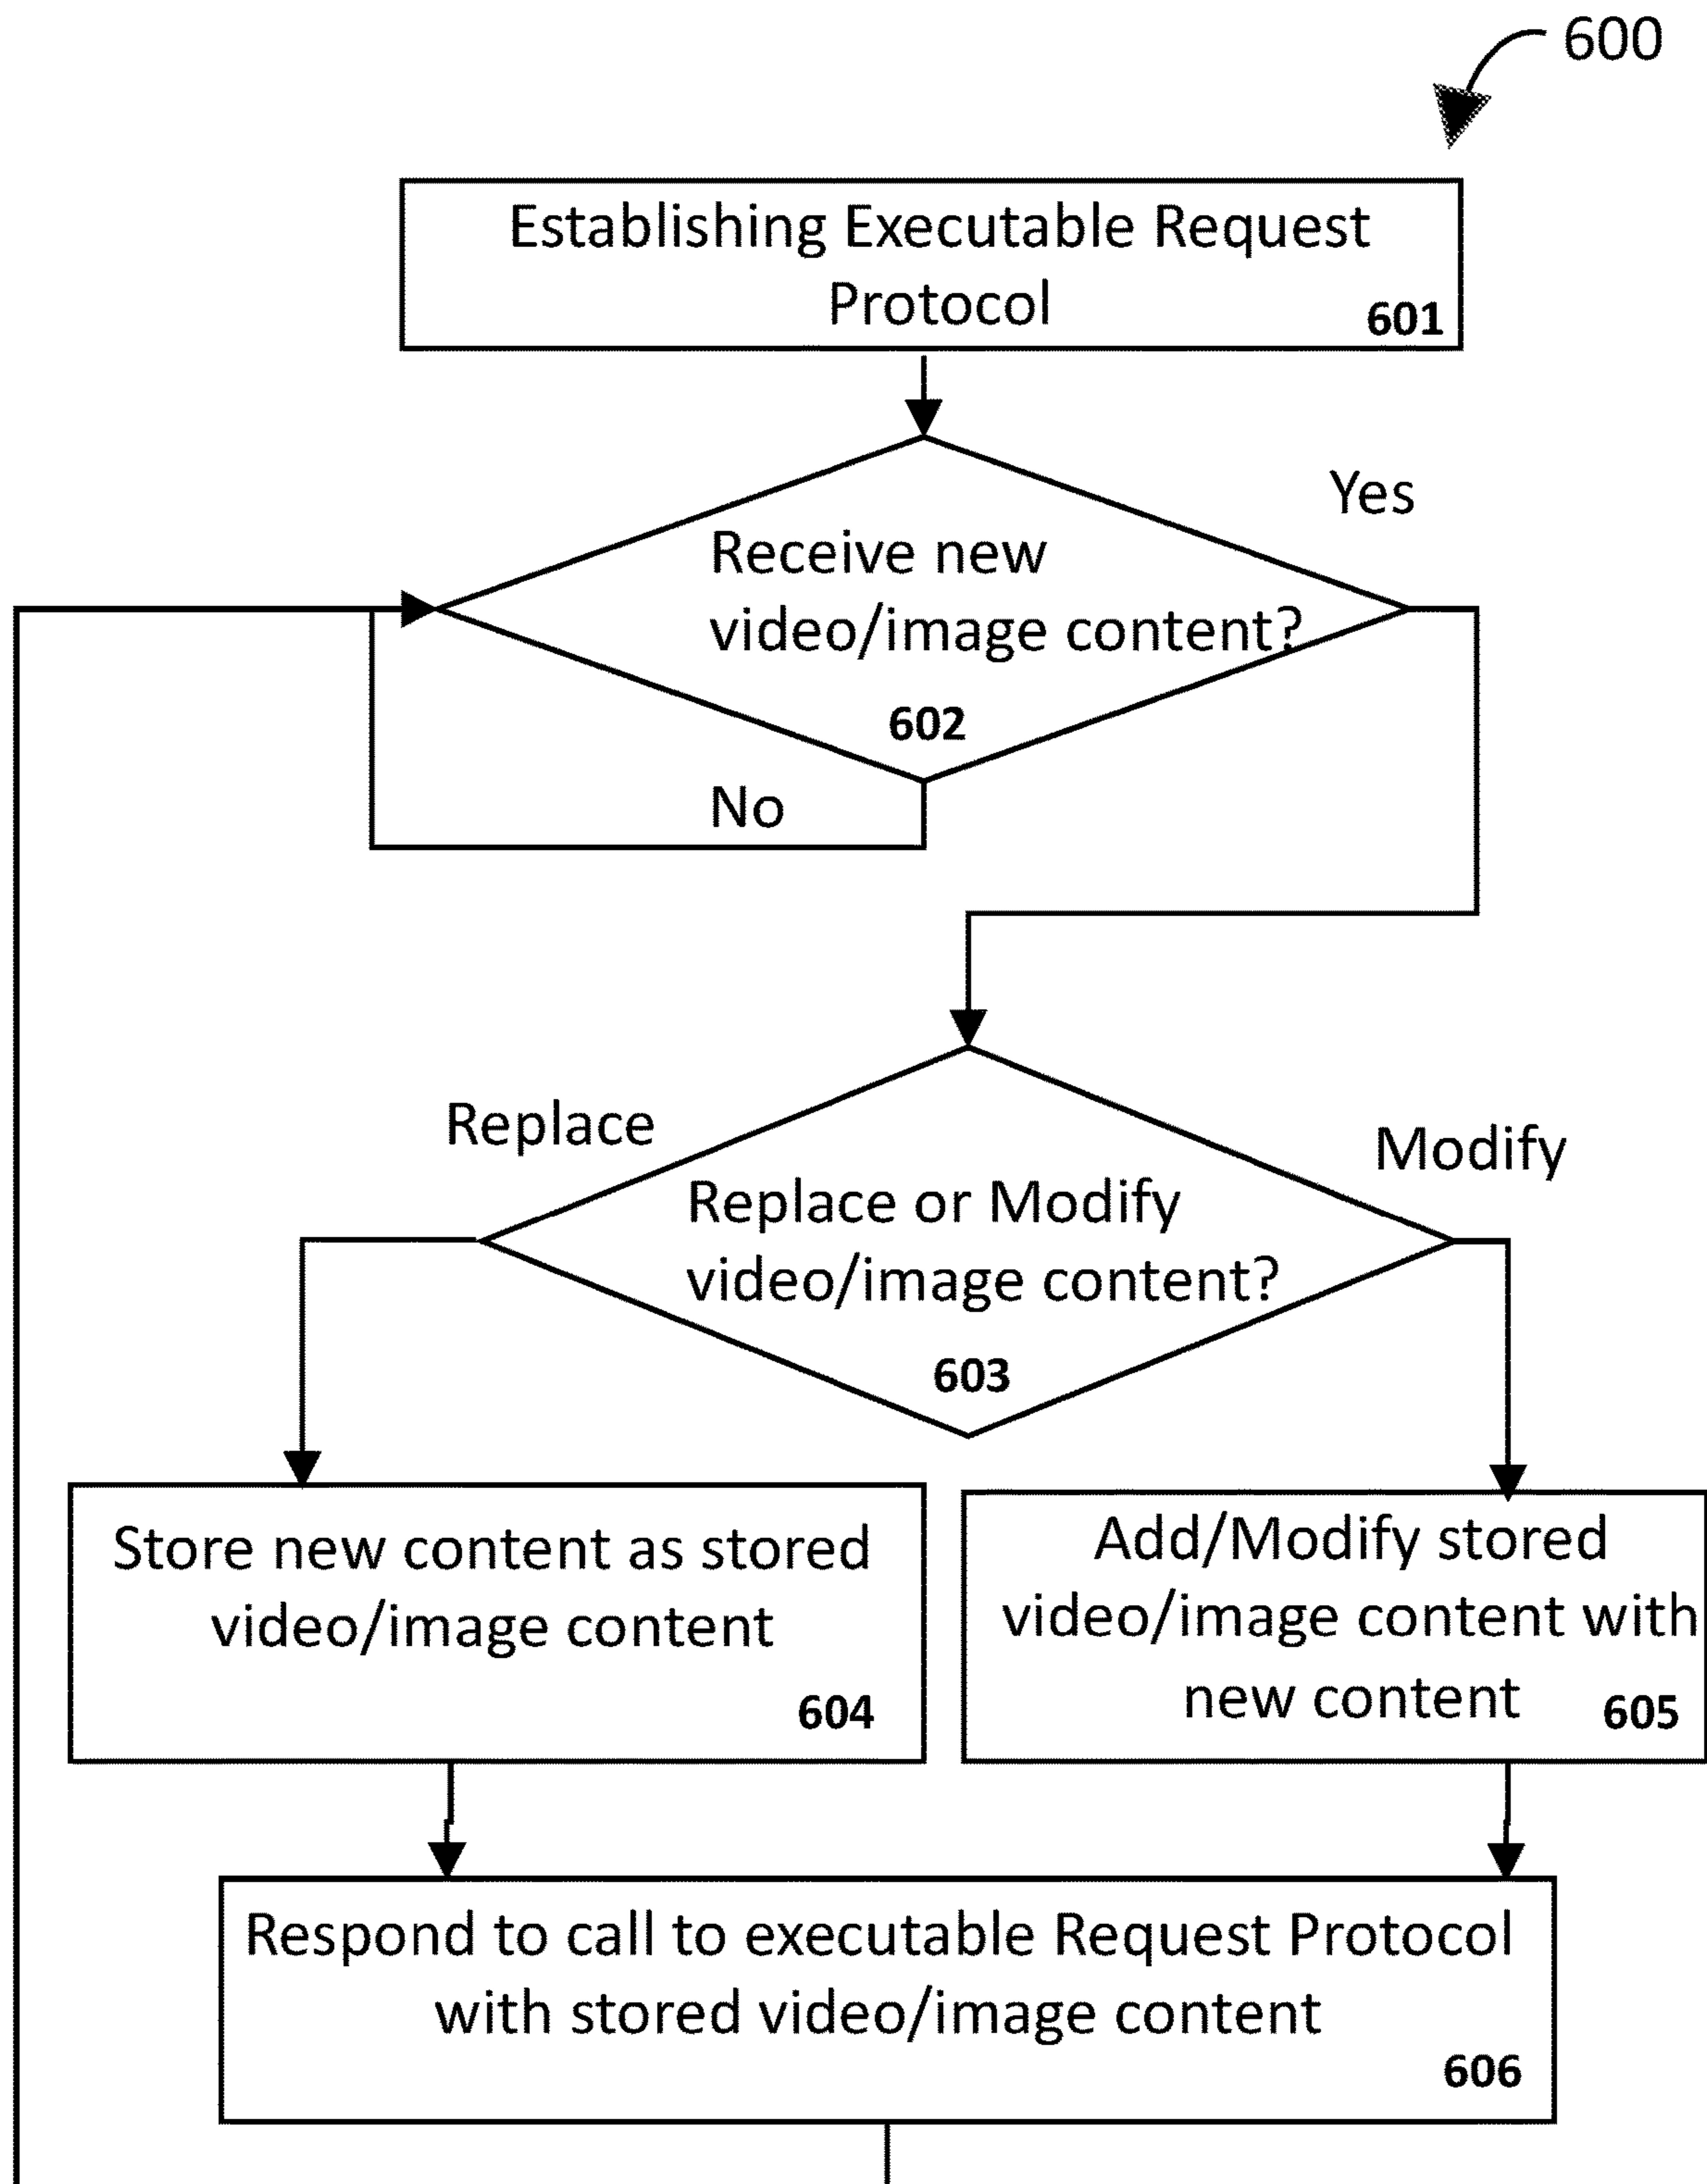 600
Establishing Executable Request
Protocol
601
Yes
Receive new
video/image content?
602
No
Replace
Modify
Replace or Modify
video/image content?
603
Store new content as stored
video/image content
604
Add/Modify stored
video/image content with
new content
605
Respond to call to executable Request Protocol
with stored video/image content
606